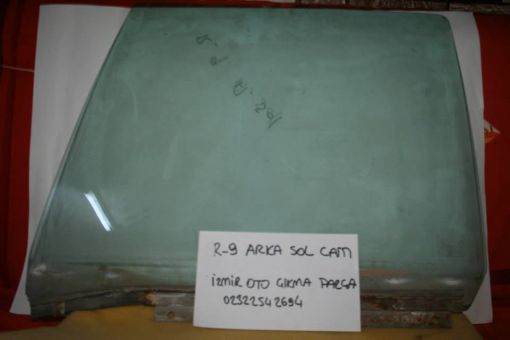 R-9 ARKA SOL CAM
izmir OTO ÇIKMA PARÇA
02322542694